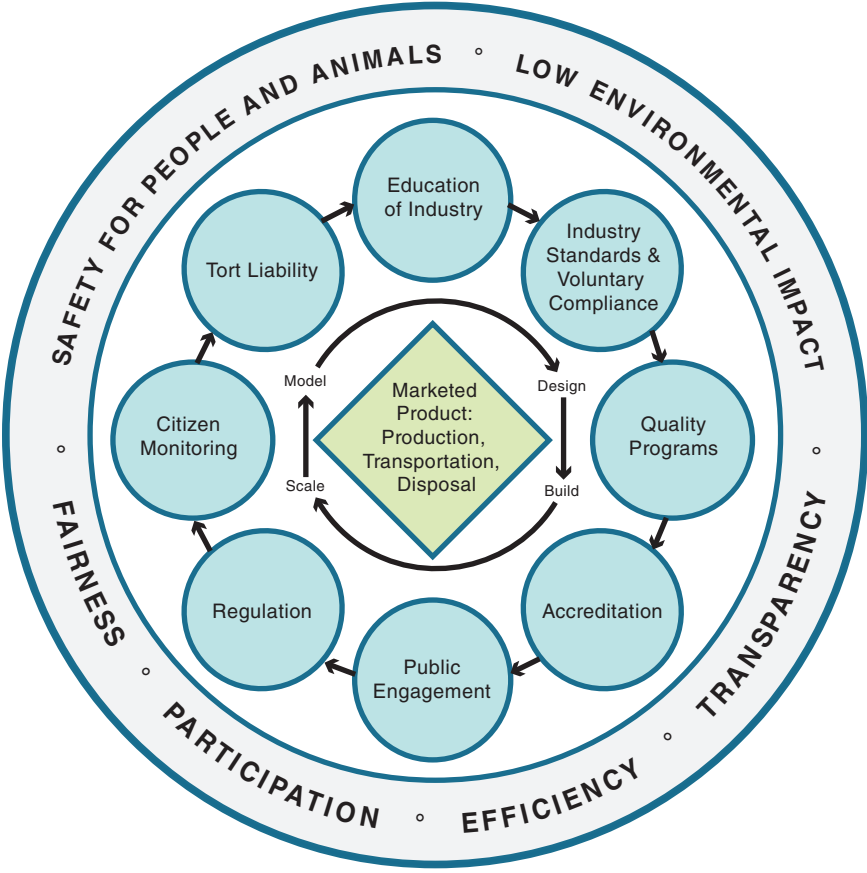 SAFETY FOR PEOPLE AND ANIMALS ° LOW ENVIRONMENTAL IMPACT ° TRANSPARENCY ° EFFICIENCY ° PARTICIPATION ° FAIRNESS °
Education
of Industry
Industry
Standards &
Voluntary
Compliance
Quality
Programs
Accreditation
Public
Engagement
Regulation
Citizen
Monitoring
Tort Liability
Model
Design
Build
Scale
Marketed
Product:
Production,
Transportation,
Disposal